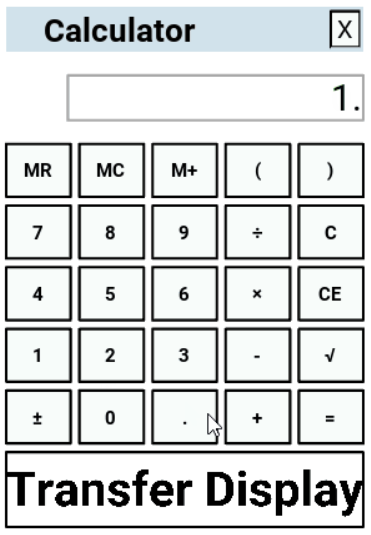 Calculator X
1.
MR MC M+ ( )
7 8 9 ÷ C
4 5 6 × CE
1 2 3 - √
± 0 . + =
Transfer Display